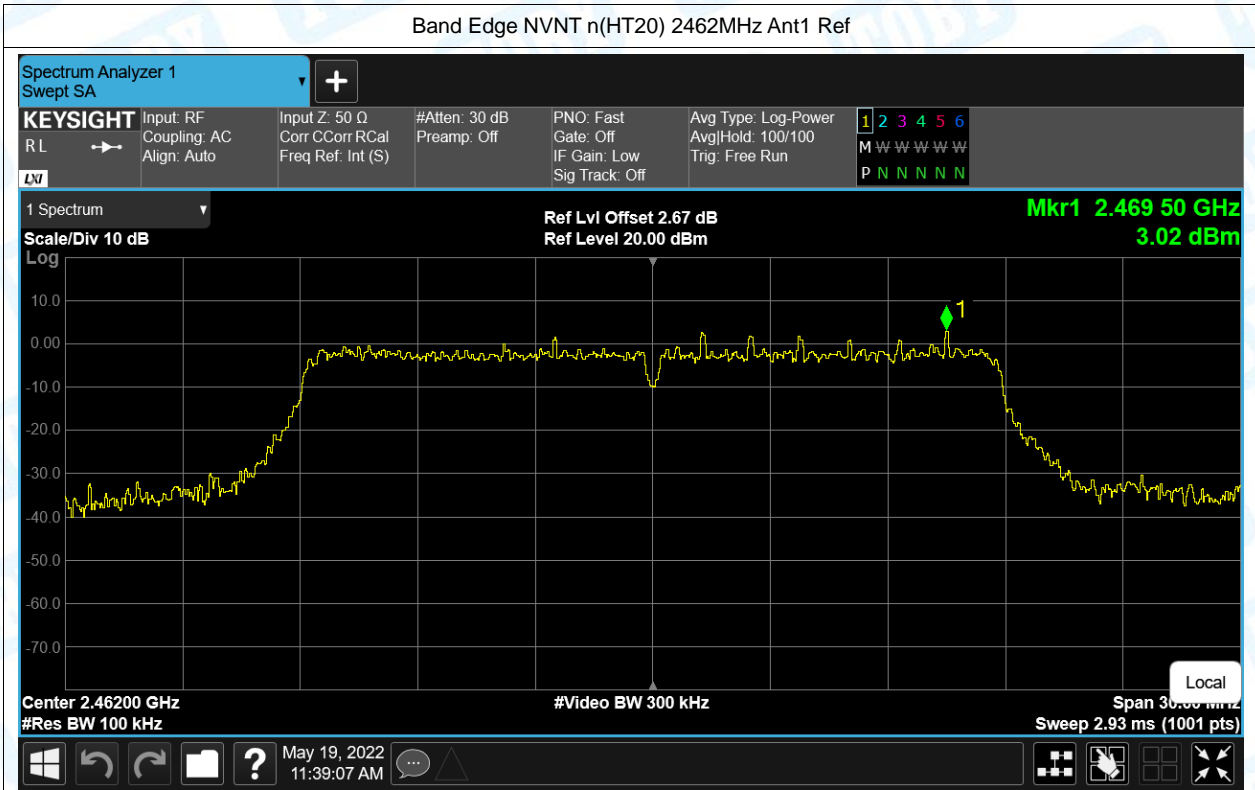 Band Edge NVNT n(HT20) 2462MHz Ant1 Ref
Spectrum Analyzer 1
Swept SA
KEYSIGHT
RL
LXI
Input: RF
Coupling: AC
Align: Auto
Input Z: 50 Ω
Corr CCorr RCal
Freq Ref: Int (S)
#Atten: 30 dB
Preamp: Off
PNO: Fast
Gate: Off
IF Gain: Low
Sig Track: Off
Avg Type: Log-Power
Avg|Hold: 100/100
Trig: Free Run
1 2 3 4 5 6
M W W W W W
P N N N N N
1 Spectrum
Scale/Div 10 dB
Ref Lvl Offset 2.67 dB
Ref Level 20.00 dBm
Mkr1 2.469 50 GHz
3.02 dBm
Log
1
10.0
0.00
-10.0
-20.0
-30.0
-40.0
-50.0
-60.0
-70.0
Local
Center 2.46200 GHz
#Res BW 100 kHz
#Video BW 300 kHz
Span 30.00 MHz
Sweep 2.93 ms (1001 pts)
?
May 19, 2022
11:39:07 AM